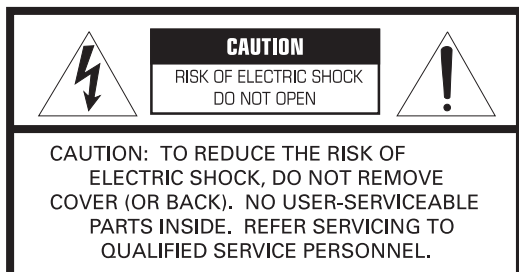 CAUTION
RISK OF ELECTRIC SHOCK
DO NOT OPEN
CAUTION: TO REDUCE THE RISK OF
ELECTRIC SHOCK, DO NOT REMOVE
COVER (OR BACK). NO USER-SERVICEABLE
PARTS INSIDE. REFER SERVICING TO
QUALIFIED SERVICE PERSONNEL.